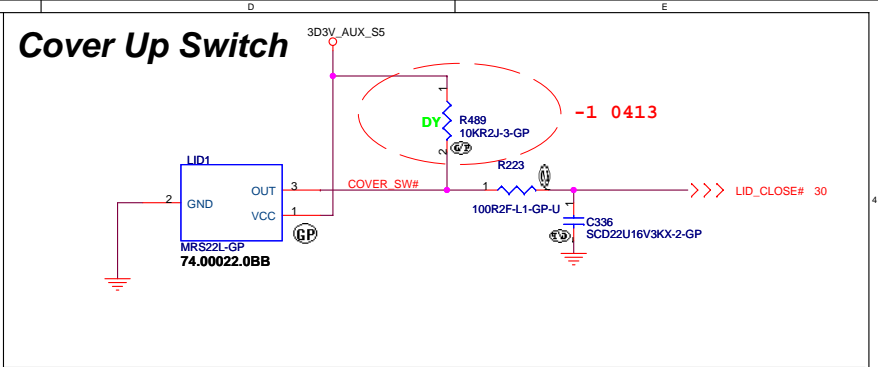 D
E
Cover Up Switch
3D3V_AUX_S5
1
DY
R489
10KR2J-3-GP
2
-1 0413
LID1
2
GND
OUT
3
VCC
1
COVER_SW#
GP
MRS22L-GP
74.00022.0BB
R223
1
100R2F-L1-GP-U
LID_CLOSE# 30
1
C336
SCD22U16V3KX-2-GP
4